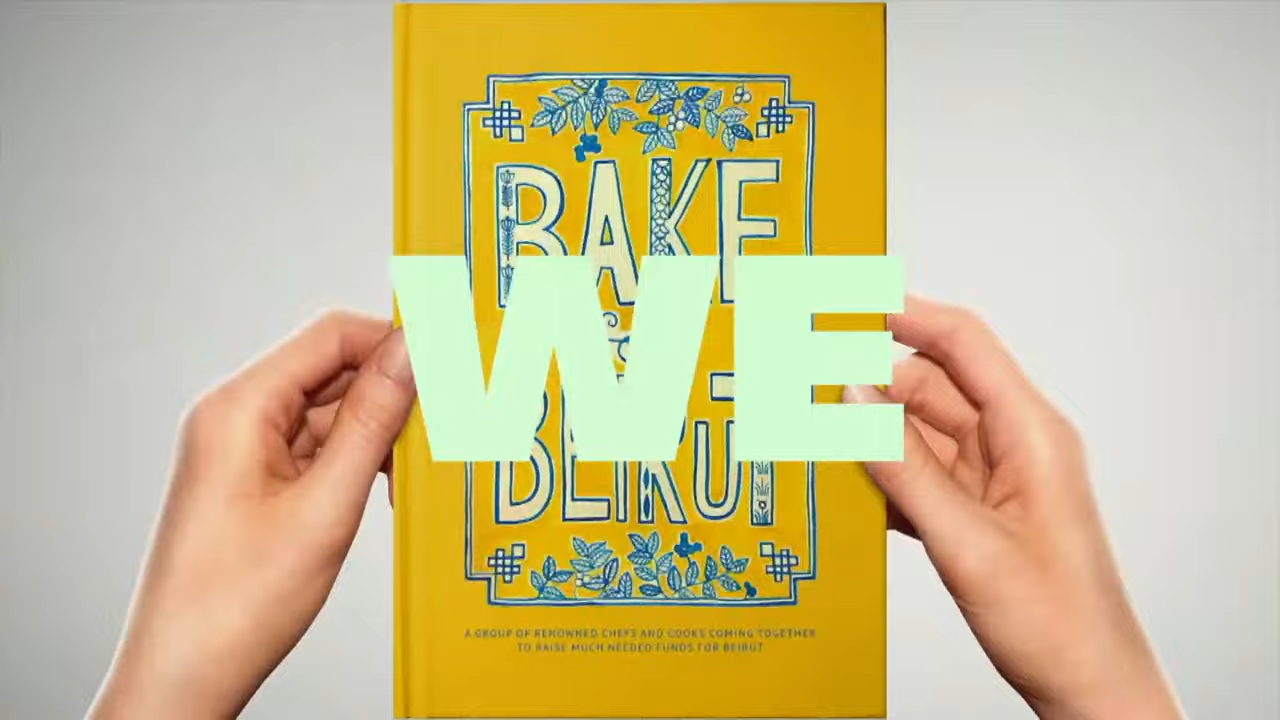 BAKE
WE
BEIRUT
A GROUP OF RENOWNED CHEFS AND COOKS COMING TOGETHER
TO RAISE MUCH NEEDED FUNDS FOR BEIRUT